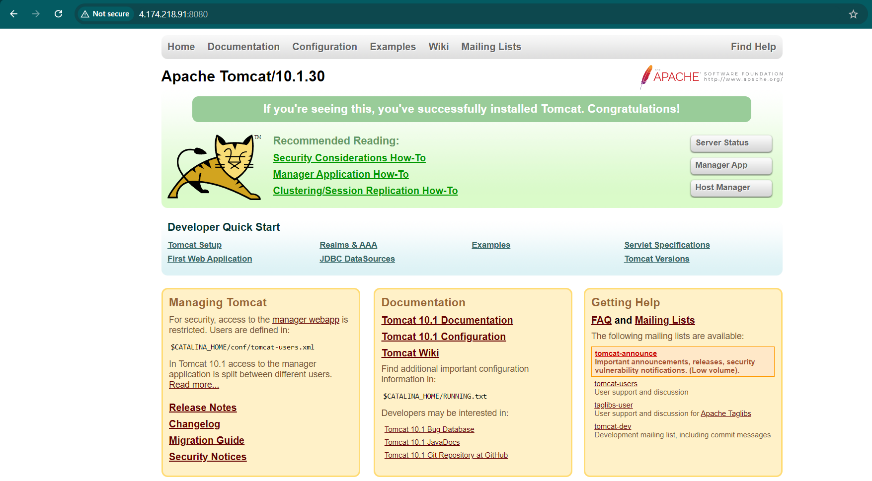 Not secure 4.174.218.91:8080
Home Documentation Configuration Examples Wiki Mailing Lists Find Help
Apache Tomcat/10.1.30
THE APACHE® SOFTWARE FOUNDATION
http://www.apache.org/
If you're seeing this, you've successfully installed Tomcat. Congratulations!
TM
Recommended Reading:
Security Considerations How-To
Manager Application How-To
Clustering/Session Replication How-To
Server Status
Manager App
Host Manager
Developer Quick Start
Tomcat Setup
First Web Application
Realms & AAA
JDBC DataSources
Examples
Servlet Specifications
Tomcat Versions
Managing Tomcat
For security, access to the manager webapp is
restricted. Users are defined in:
$CATALINA_HOME/conf/tomcat-users.xml
In Tomcat 10.1 access to the manager
application is split between different users.
Read more...
Release Notes
Changelog
Migration Guide
Security Notices
Documentation
Tomcat 10.1 Documentation
Tomcat 10.1 Configuration
Tomcat Wiki
Find additional important configuration
information in:
$CATALINA_HOME/RUNNING.txt
Developers may be interested in:
Tomcat 10.1 Bug Database
Tomcat 10.1 JavaDocs
Tomcat 10.1 Git Repository at GitHub
Getting Help
FAQ and Mailing Lists
The following mailing lists are available:
tomcat-announce
Important announcements, releases, security
vulnerability notifications. (Low volume).
tomcat-users
User support and discussion
taglibs-user
User support and discussion for Apache Taglibs
tomcat-dev
Development mailing list, including commit messages